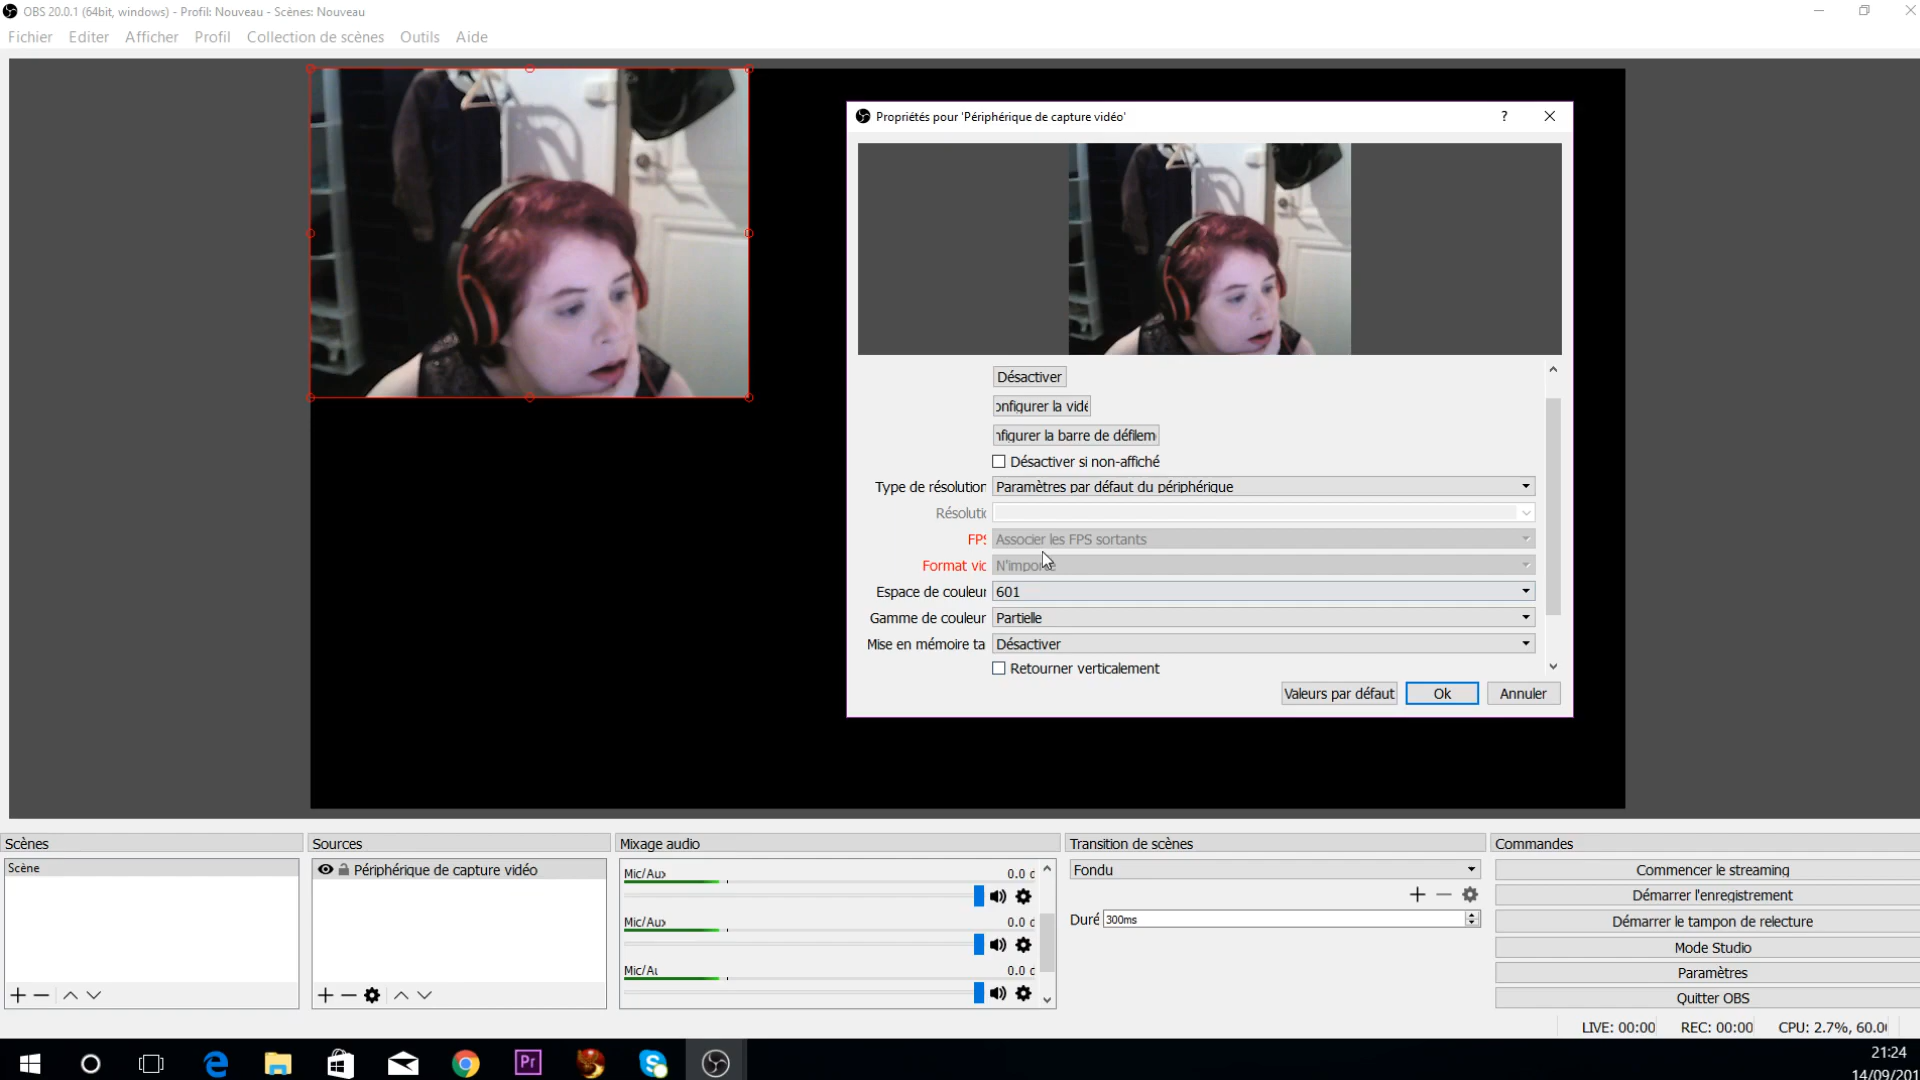 OBS 20.0.1 (64bit, windows) - Profil: Nouveau - Scènes: Nouveau
Fichier Editer Afficher Profil Collection de scènes Outils Aide
Propriétés pour 'Périphérique de capture vidéo'
?
Désactiver
onfigurer la vidé
nfigurer la barre de défilem
Désactiver si non-affiché
Type de résolution Paramètres par défaut du périphérique
Résolutic
FPS Associer les FPS sortants
Format vic N'importe
Espace de couleur 601
Gamme de couleur Partielle
Mise en mémoire ta Désactiver
Retourner verticalement
Valeurs par défaut Ok Annuler
Scènes
Scène
Sources
Périphérique de capture vidéo
Mixage audio
Mic/Aux 0.0 d
Mic/Aux 0.0 d
Mic/Au 0.0 d
Transition de scènes
Fondu
Duré 300ms
Commandes
Commencer le streaming
Démarrer l'enregistrement
Démarrer le tampon de relecture
Mode Studio
Paramètres
Quitter OBS
LIVE: 00:00 REC: 00:00 CPU: 2.7%, 60.0
Pr
21:24
14/09/201